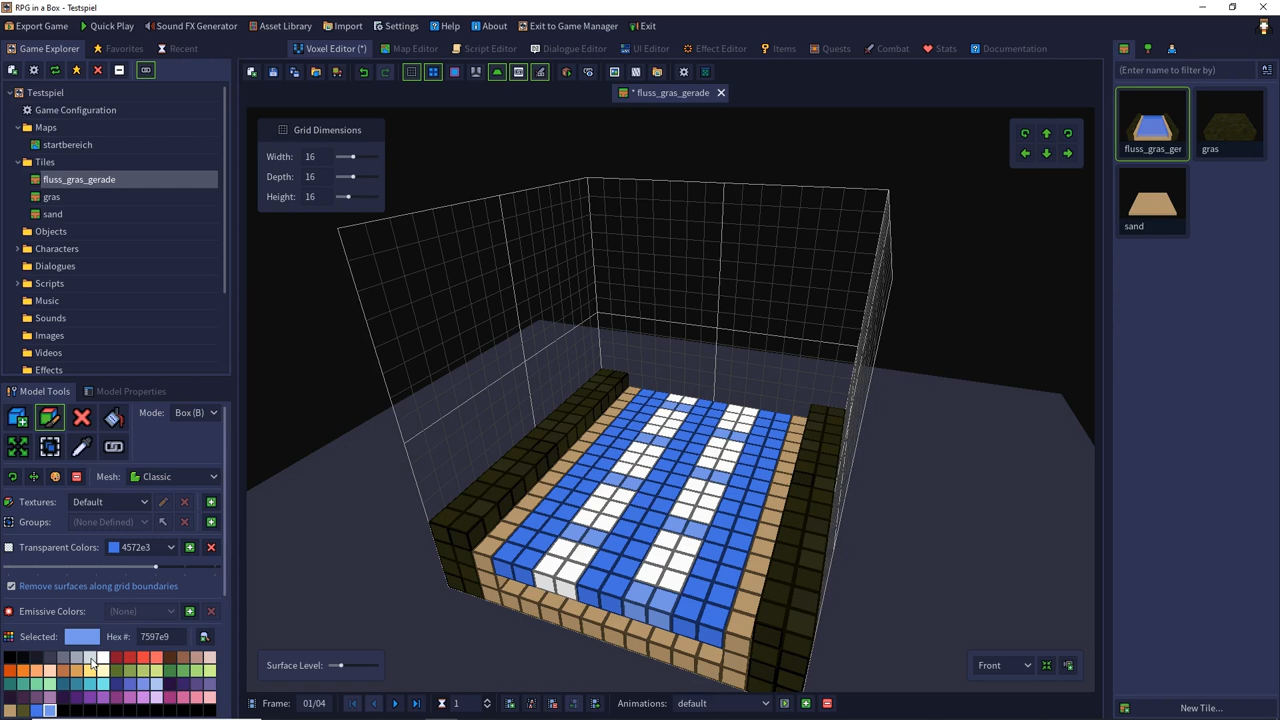 RPG in a Box - Testspiel
Export Game Quick Play Sound FX Generator Asset Library Import Settings Help About Exit to Game Manager Exit
Game Explorer Favorites Recent
Voxel Editor (*) Map Editor Script Editor Dialogue Editor UI Editor Effect Editor Items Quests Combat Stats Documentation
(Enter name to filter by)
* fluss_gras_gerade
Testspiel
Game Configuration
Maps
startbereich
Tiles
fluss_gras_gerade
gras
sand
Objects
Characters
Dialogues
Scripts
Music
Sounds
Images
Videos
Effects
Grid Dimensions
Width: 16
Depth: 16
Height: 16
fluss_gras_ger
gras
sand
Model Tools Model Properties
Mode: Box (B)
Mesh: Classic
Textures: Default
Groups: (None Defined)
Transparent Colors: 4572e3
Remove surfaces along grid boundaries
Emissive Colors: (None)
Selected: Hex #: 7597e9
Surface Level:
Front
Frame: 01/04 1 Animations: default
New Tile...